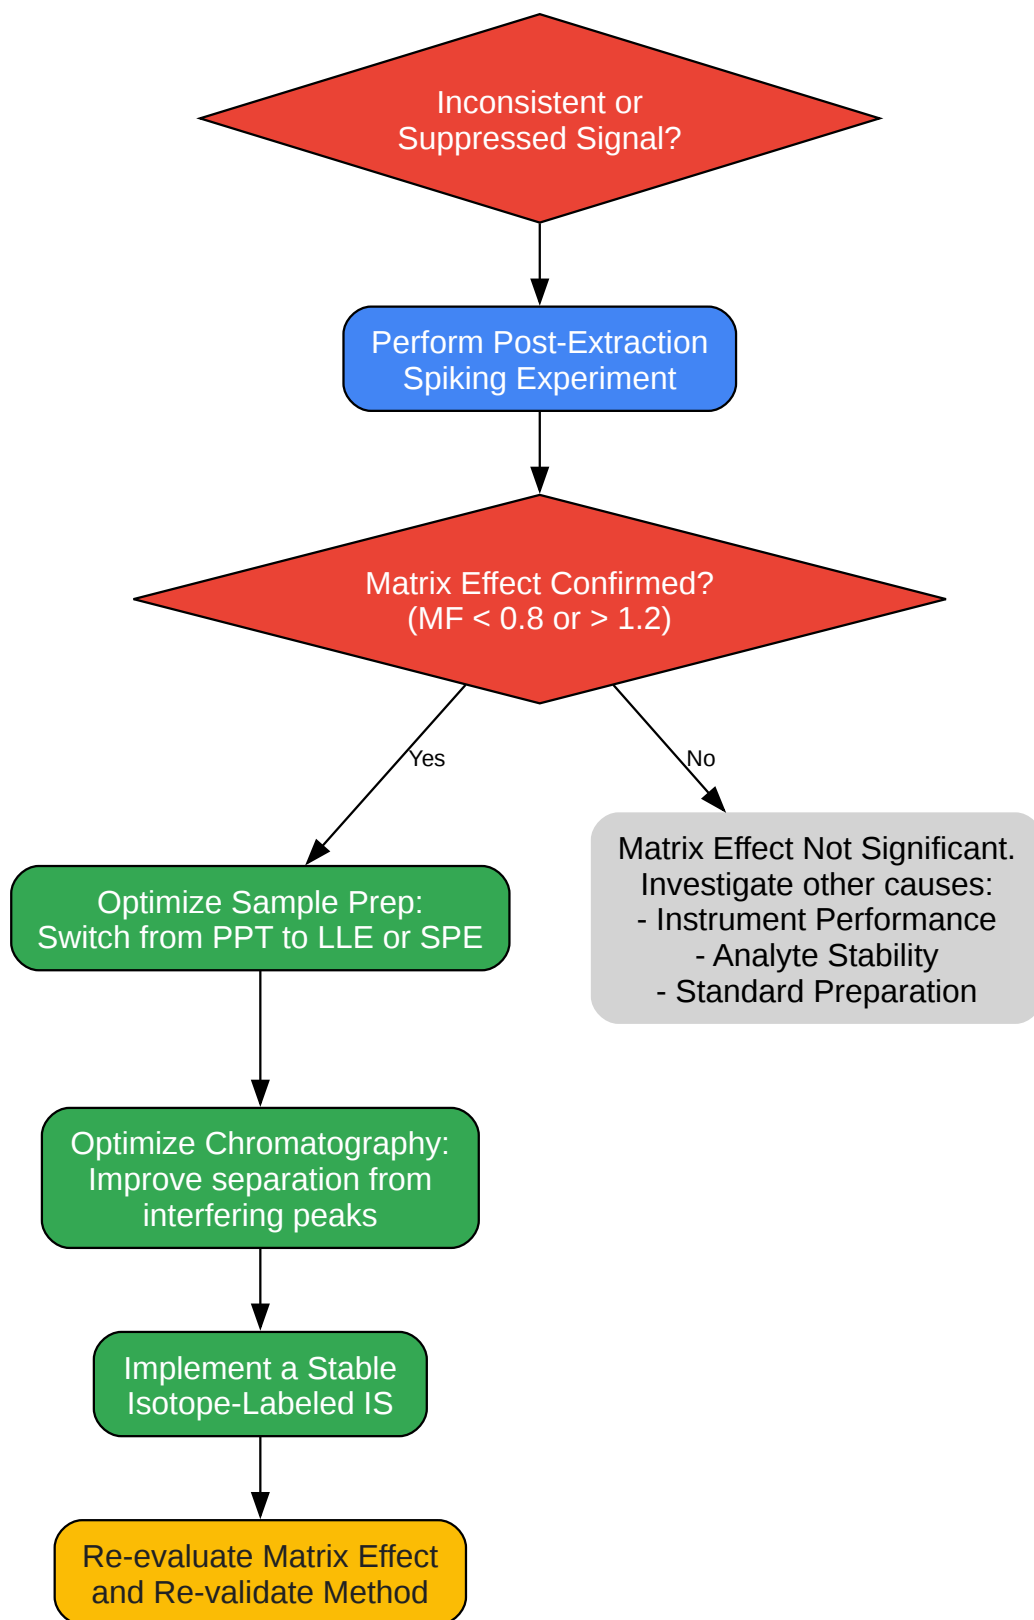 Inconsistent or
Suppressed Signal?
Perform Post-Extraction
Spiking Experiment
Matrix Effect Confirmed?
(MF < 0.8 or > 1.2)
Yes
No
Matrix Effect Not Significant.
Investigate other causes:
- Instrument Performance
- Analyte Stability
- Standard Preparation
Optimize Sample Prep:
Switch from PPT to LLE or SPE
Optimize Chromatography:
Improve separation from
interfering peaks
Implement a Stable
Isotope-Labeled IS
Re-evaluate Matrix Effect
and Re-validate Method